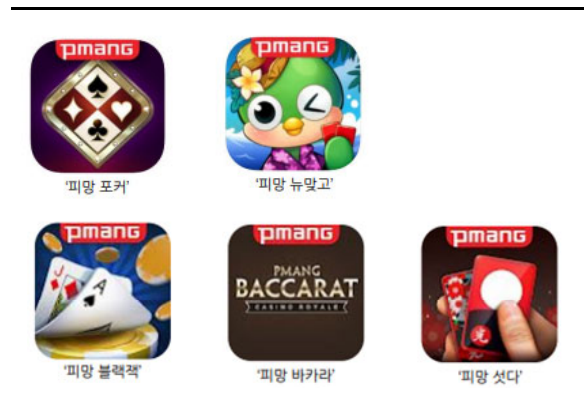 pmang
pmang
'피망 포커'
'피망 뉴맞고'
pmang
J
A
pmang
PMANG
BACCARAT
CASINO ROYALE
pmang
光
'피망 블랙잭'
'피망 바카라'
'피망 섯다'